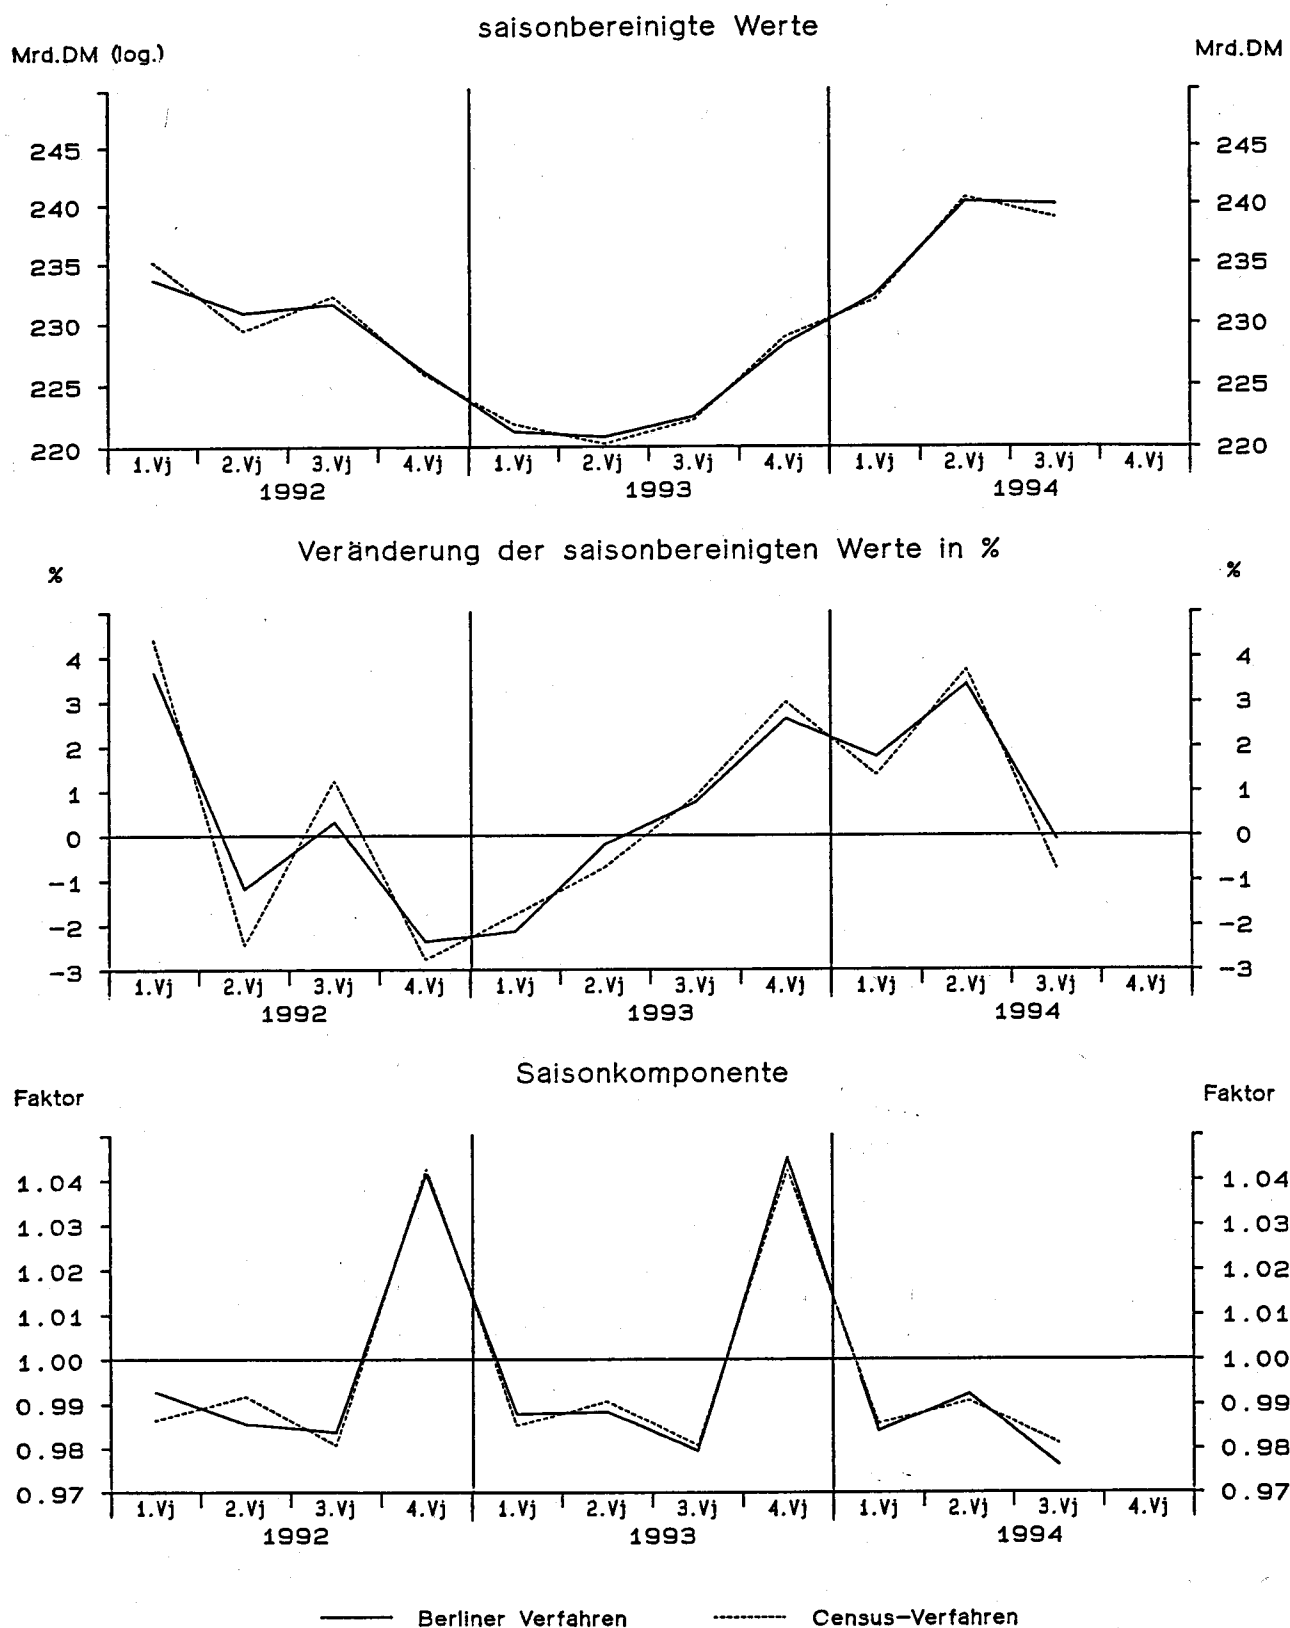 saisonbereinigte Werte
Mrd.DM (log.) Mrd.DM
245 245
240 240
235 235
230 230
225 225
220 220
1.Vj 2.Vj 3.Vj 4.Vj 1.Vj 2.Vj 3.Vj 4.Vj 1.Vj 2.Vj 3.Vj 4.Vj
1992 1993 1994
Veränderung der saisonbereinigten Werte in %
% %
4 4
3 3
2 2
1 1
0 0
-1 -1
-2 -2
-3 -3
1.Vj 2.Vj 3.Vj 4.Vj 1.Vj 2.Vj 3.Vj 4.Vj 1.Vj 2.Vj 3.Vj 4.Vj
1992 1993 1994
Saisonkomponente
Faktor Faktor
1.04 1.04
1.03 1.03
1.02 1.02
1.01 1.01
1.00 1.00
0.99 0.99
0.98 0.98
0.97 0.97
1.Vj 2.Vj 3.Vj 4.Vj 1.Vj 2.Vj 3.Vj 4.Vj 1.Vj 2.Vj 3.Vj 4.Vj
1992 1993 1994
Berliner Verfahren Census-Verfahren